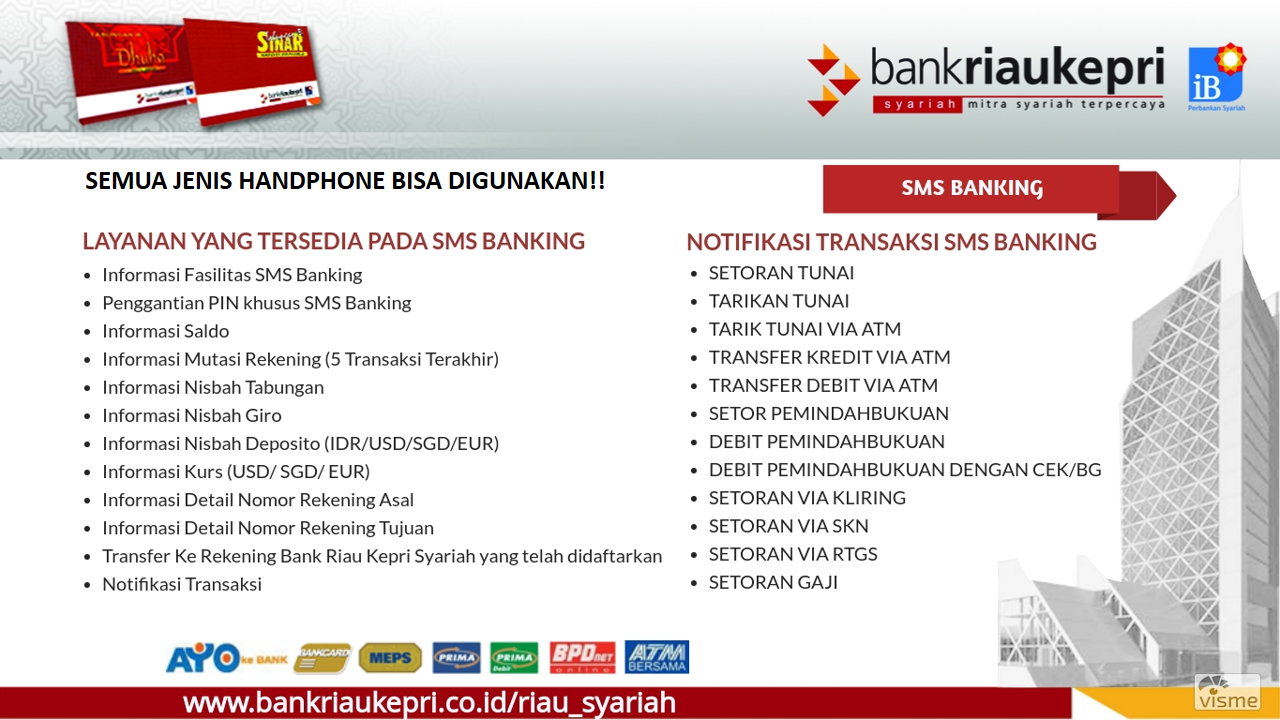 Dhuha
SINAR
bankriaukepri
bankriaukepri
bankriaukepri
syariah mitra syariah terpercaya
iB
Perbankan Syariah
SEMUA JENIS HANDPHONE BISA DIGUNAKAN!!
SMS BANKING
LAYANAN YANG TERSEDIA PADA SMS BANKING
• Informasi Fasilitas SMS Banking
• Penggantian PIN khusus SMS Banking
• Informasi Saldo
• Informasi Mutasi Rekening (5 Transaksi Terakhir)
• Informasi Nisbah Tabungan
• Informasi Nisbah Giro
• Informasi Nisbah Deposito (IDR/USD/SGD/EUR)
• Informasi Kurs (USD/ SGD/ EUR)
• Informasi Detail Nomor Rekening Asal
• Informasi Detail Nomor Rekening Tujuan
• Transfer Ke Rekening Bank Riau Kepri Syariah yang telah didaftarkan
• Notifikasi Transaksi
NOTIFIKASI TRANSAKSI SMS BANKING
• SETORAN TUNAI
• TARIKAN TUNAI
• TARIK TUNAI VIA ATM
• TRANSFER KREDIT VIA ATM
• TRANSFER DEBIT VIA ATM
• SETOR PEMINDAHBUKUAN
• DEBIT PEMINDAHBUKUAN
• DEBIT PEMINDAHBUKUAN DENGAN CEK/BG
• SETORAN VIA KLIRING
• SETORAN VIA SKN
• SETORAN VIA RTGS
• SETORAN GAJI
AYO ke BANK
BANKCARD
MEPS
PRIMA
PRIMA
Debit
BPD net
online
ATM
BERSAMA
www.bankriaukepri.co.id/riau_syariah
visme